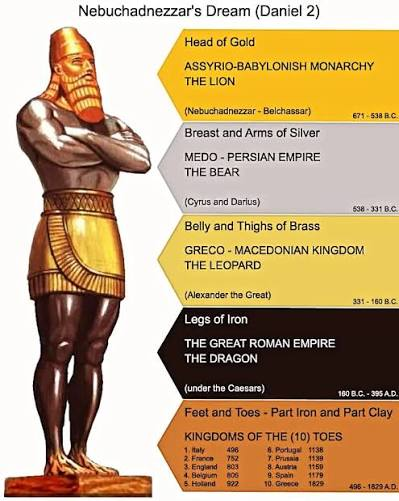 Nebuchadnezzar's Dream (Daniel 2)
Head of Gold
ASSYRIO-BABYLONISH MONARCHY
THE LION
(Nebuchadnezzar - Belchassar)
671 - 538 B.C.
Breast and Arms of Silver
MEDO - PERSIAN EMPIRE
THE BEAR
(Cyrus and Darius)
538 - 331 B.C.
Belly and Thighs of Brass
GRECO - MACEDONIAN KINGDOM
THE LEOPARD
(Alexander the Great)
331 - 160 B.C.
Legs of Iron
THE GREAT ROMAN EMPIRE
THE DRAGON
(under the Caesars)
160 B.C. - 395 A.D.
Feet and Toes - Part Iron and Part Clay
KINGDOMS OF THE (10) TOES
1. Italy 496
2. France 752
3. England 803
4. Belgium 806
5. Holland 922
6. Portugal 1138
7. Prussia 1139
8. Austria 1159
9. Spain 1179
10. Greece 1829
496 - 1829 A.D.